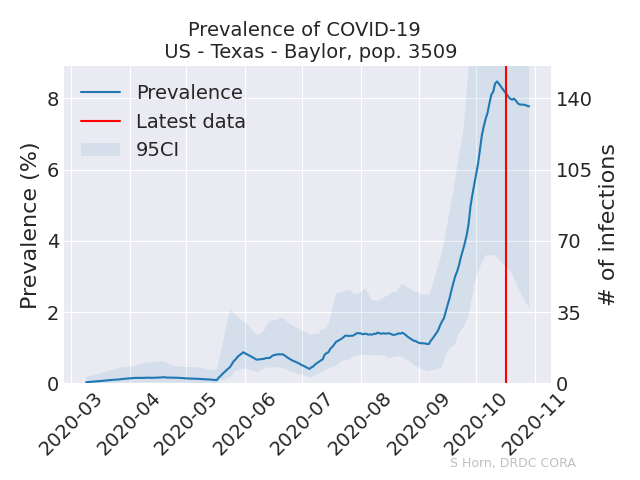 Prevalence of COVID-19
US - Texas - Baylor, pop. 3509
Prevalence
Latest data
95CI
Prevalence (%)
8
6
4
2
0
# of infections
140
105
70
35
0
2020-03
2020-04
2020-05
2020-06
2020-07
2020-08
2020-09
2020-10
2020-11
S Horn, DRDC CORA